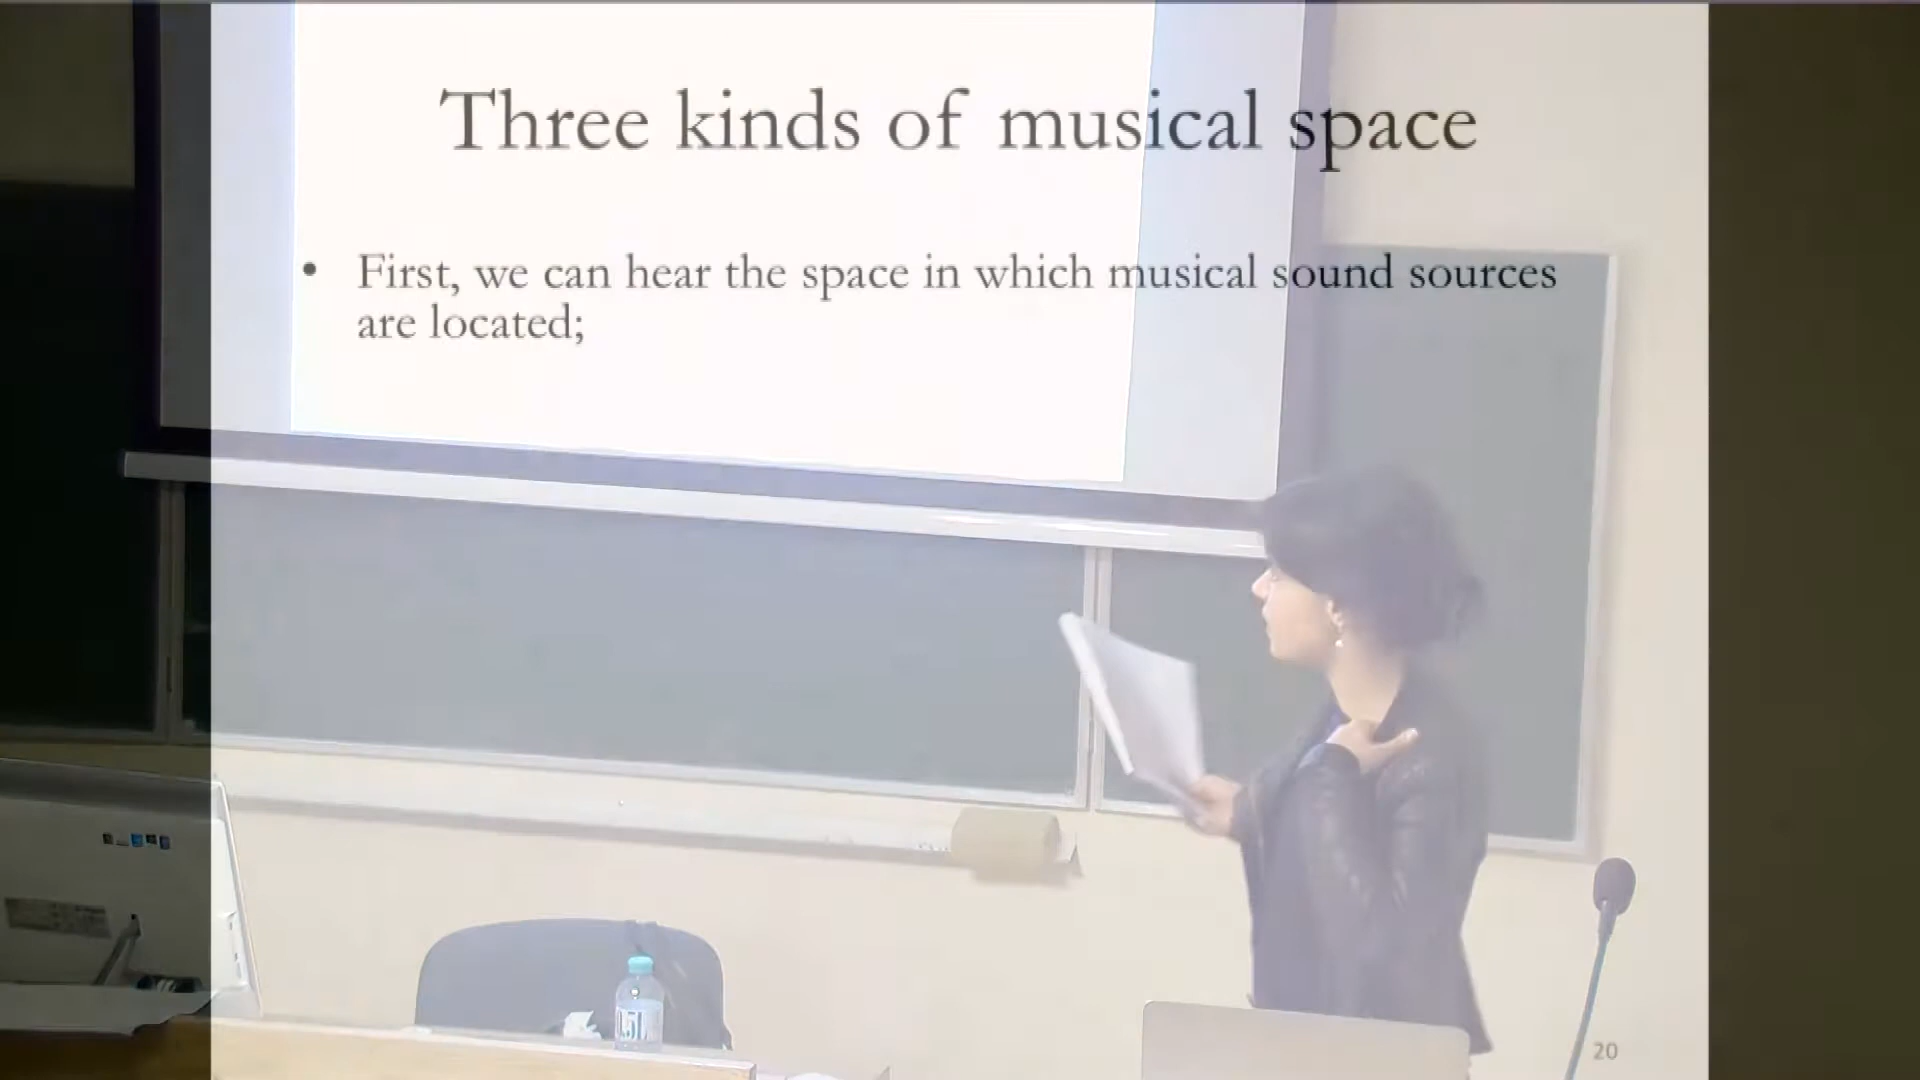 Three kinds of musical space
• First, we can hear the space in which musical sound sources
are located;
20